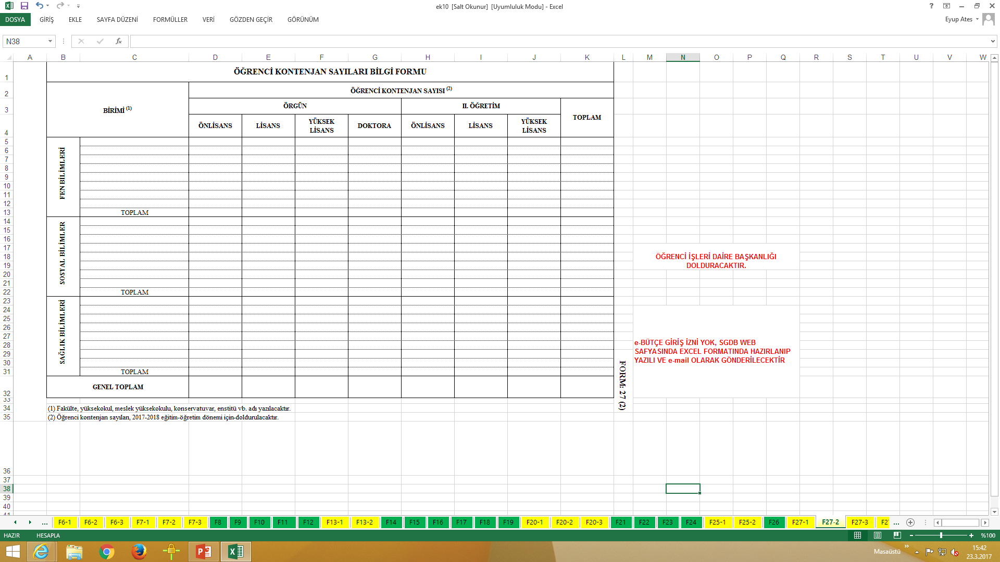 ek10  [Salt Okunur]  [Uyumluluk Modu] - Excel
DOSYA GİRİŞ EKLE SAYFA DÜZENİ FORMÜLLER VERİ GÖZDEN GEÇİR GÖRÜNÜM
Eyup Ates
N38
fx
A B C D E F G H I J K L M N O P Q R S T U V W
1
ÖĞRENCİ KONTENJAN SAYILARI BİLGİ FORMU
2
ÖĞRENCİ KONTENJAN SAYISI (2)
BİRİMİ (1)
3
ÖRGÜN
II. ÖĞRETİM
TOPLAM
4
ÖNLİSANS
LİSANS
YÜKSEK
LİSANS
DOKTORA
ÖNLİSANS
LİSANS
YÜKSEK
LİSANS
5
6
7
8
9
10
11
12
FEN BİLİMLERİ
13 TOPLAM
14
15
16
17
18
19
20
21
SOSYAL BİLİMLER
22 TOPLAM
23
24
25
26
27
28
29
30
SAĞLIK BİLİMLERİ
31 TOPLAM
32
GENEL TOPLAM
33
34 (1) Fakülte, yüksekokul, meslek yüksekokulu, konservatuvar, enstitü vb. adı yazılacaktır.
35 (2) Öğrenci kontenjan sayıları, 2017-2018 eğitim-öğretim dönemi için-doldurulacaktır.
36
37
38
39
40
41
FORM: 27 (2)
ÖĞRENCİ İŞLERİ DAİRE BAŞKANLIĞI
DOLDURACAKTIR.
e-BÜTÇE GİRİŞ İZNİ YOK, SGDB WEB
SAFYASINDA EXCEL FORMATINDA HAZIRLANIP
YAZILI VE e-mail OLARAK GÖNDERİLECEKTİR
... F6-1 F6-2 F6-3 F7-1 F7-2 F7-3 F8 F9 F10 F11 F12 F13-1 F13-2 F14 F15 F16 F17 F18 F19 F20-1 F20-2 F20-3 F21 F22 F23 F24 F25-1 F25-2 F26 F27-1 F27-2 F27-3 ...
HAZIR HESAPLA
%100
Masaüstü
15:42
23.3.2017